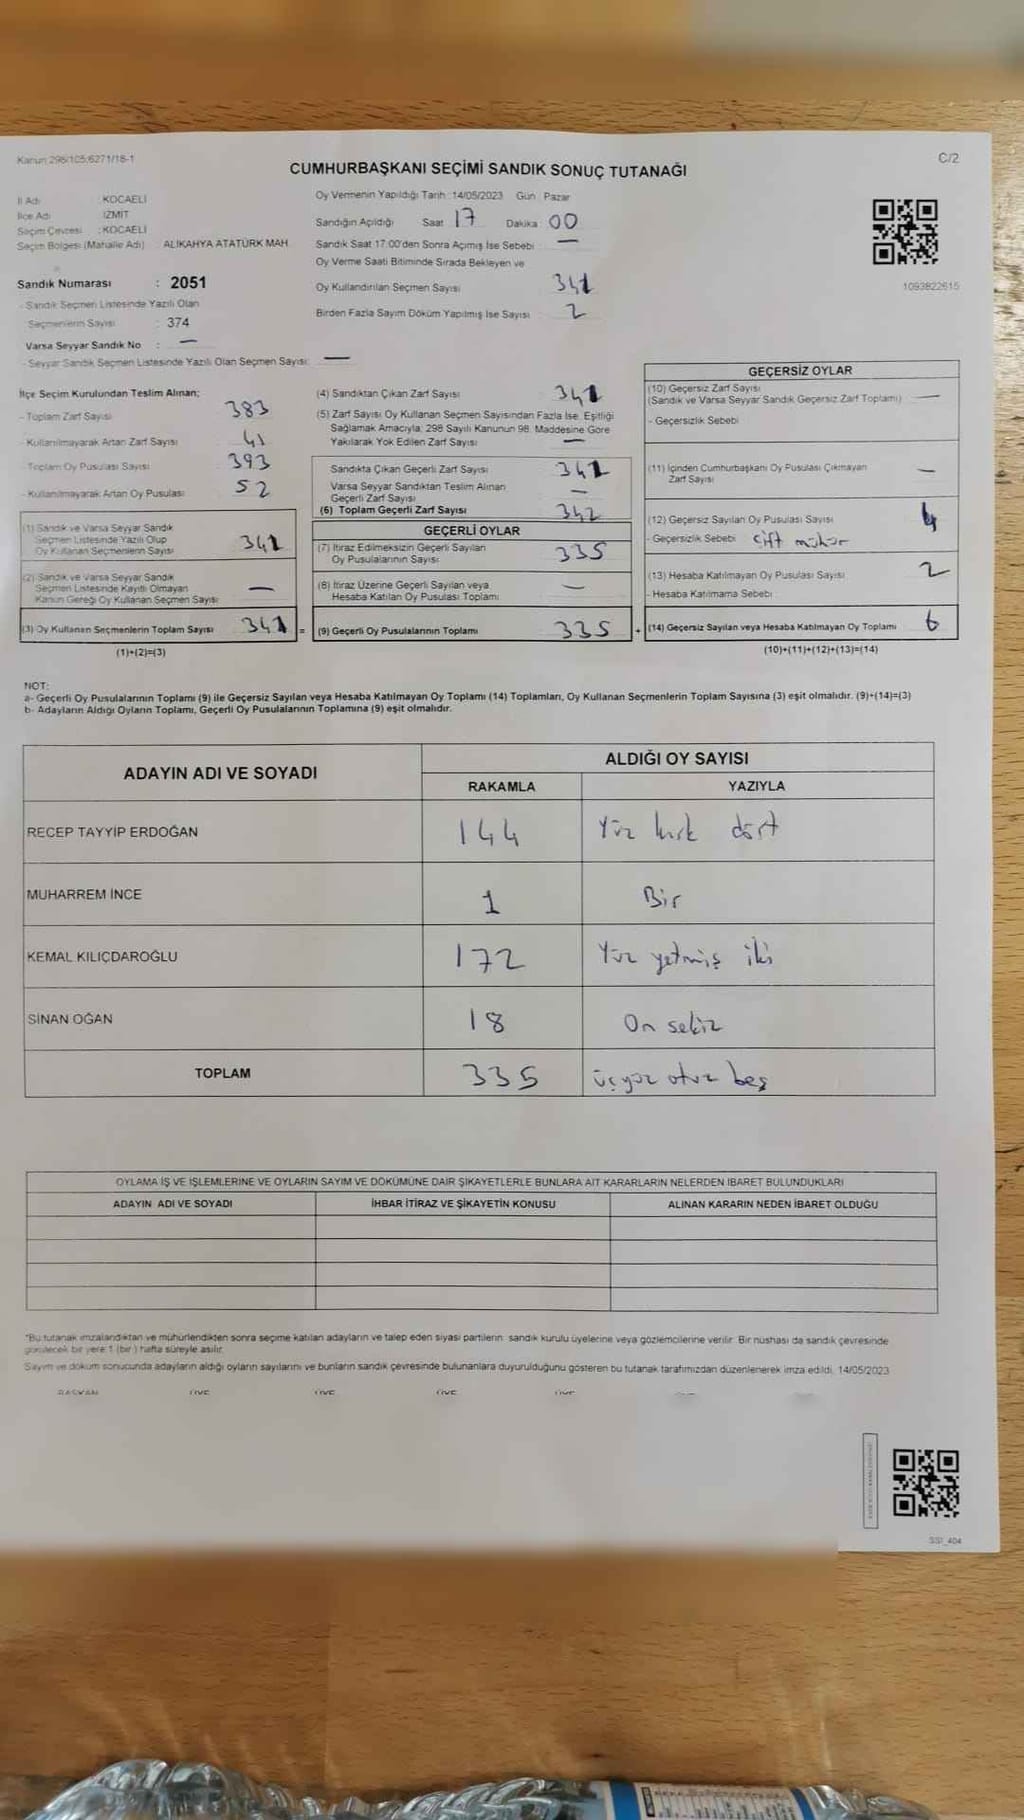 Kanun 298/105;6271/18-1
C/2
CUMHURBAŞKANI SEÇİMİ SANDIK SONUÇ TUTANAĞI
İl Adı : KOCAELİ
İlçe Adı : İZMİT
Seçim Çevresi : KOCAELİ
Seçim Bölgesi (Mahalle Adı) ALİKAHYA ATATÜRK MAH.
Oy Vermenin Yapıldığı Tarih :14/05/2023 Gün : Pazar
Sandığın Açıldığı Saat 17 Dakika 00
Sandık Saat 17:00'den Sonra Açımış İse Sebebi —
Oy Verme Saati Bitiminde Sırada Bekleyen ve
Oy Kullandırılan Seçmen Sayısı 341
Birden Fazla Sayım Döküm Yapılmış İse Sayısı 2
1093822615
Sandık Numarası : 2051
- Sandık Seçmen Listesinde Yazılı Olan
Seçmenlerin Sayısı : 374
Varsa Seyyar Sandık No : —
- Seyyar Sandık Seçmen Listesinde Yazılı Olan Seçmen Sayısı: —
İlçe Seçim Kurulundan Teslim Alınan;
- Toplam Zarf Sayısı 383
- Kullanılmayarak Artan Zarf Sayısı 41
- Toplam Oy Pusulası Sayısı 393
- Kullanılmayarak Artan Oy Pusulası 52
(1) Sandık ve Varsa Seyyar Sandık
Seçmen Listesinde Yazılı Olup
Oy Kullanan Seçmenlerin Sayısı 341
(2) Sandık ve Varsa Seyyar Sandık
Seçmen Listesinde Kayıtlı Olmayan
Kanun Gereği Oy Kullanan Seçmen Sayısı —
(3) Oy Kullanan Seçmenlerin Toplam Sayısı 341 =
(1)+(2)=(3)
(4) Sandıktan Çıkan Zarf Sayısı 341
(5) Zarf Sayısı Oy Kullanan Seçmen Sayısından Fazla İse, Eşitliği
Sağlamak Amacıyla; 298 Sayılı Kanunun 98. Maddesine Göre
Yakılarak Yok Edilen Zarf Sayısı —
Sandıkta Çıkan Geçerli Zarf Sayısı 341
Varsa Seyyar Sandıktan Teslim Alınan
Geçerli Zarf Sayısı —
(6) Toplam Geçerli Zarf Sayısı
GEÇERLİ OYLAR
(7) İtiraz Edilmeksizin Geçerli Sayılan
Oy Pusulalarının Sayısı 335
(8) İtiraz Üzerine Geçerli Sayılan veya
Hesaba Katılan Oy Pusulası Toplamı —
(9) Geçerli Oy Pusulalarının Toplamı 335 +
GEÇERSİZ OYLAR
(10) Geçersiz Zarf Sayısı
(Sandık ve Varsa Seyyar Sandık Geçersiz Zarf Toplamı) —
- Geçersizlik Sebebi
(11) İçinden Cumhurbaşkanı Oy Pusulası Çıkmayan
Zarf Sayısı —
(12) Geçersiz Sayılan Oy Pusulası Sayısı 4
- Geçersizlik Sebebi çift mühür
(13) Hesaba Katılmayan Oy Pusulası Sayısı 2
- Hesaba Katılmama Sebebi
(14) Geçersiz Sayılan veya Hesaba Katılmayan Oy Toplamı 6
(10)+(11)+(12)+(13)=(14)
NOT:
a- Geçerli Oy Pusulalarının Toplamı (9) ile Geçersiz Sayılan veya Hesaba Katılmayan Oy Toplamı (14) Toplamları, Oy Kullanan Seçmenlerin Toplam Sayısına (3) eşit olmalıdır. (9)+(14)=(3)
b- Adayların Aldığı Oyların Toplamı, Geçerli Oy Pusulalarının Toplamına (9) eşit olmalıdır.
ADAYIN ADI VE SOYADI ALDIĞI OY SAYISI
RAKAMLA YAZIYLA
RECEP TAYYİP ERDOĞAN 144 Yüz kırk dört
MUHARREM İNCE 1 Bir
KEMAL KILIÇDAROĞLU 172 Yüz yetmiş iki
SİNAN OĞAN 18 On sekiz
TOPLAM 335 üçyüz otuz beş
OYLAMA İŞ VE İŞLEMLERİNE VE OYLARIN SAYIM VE DÖKÜMÜNE DAİR ŞİKAYETLERLE BUNLARA AİT KARARLARIN NELERDEN İBARET BULUNDUKLARI
ADAYIN ADI VE SOYADI İHBAR İTİRAZ VE ŞİKAYETİN KONUSU ALINAN KARARIN NEDEN İBARET OLDUĞU
*Bu tutanak imzalandıktan ve mühürlendikten sonra seçime katılan adayların ve talep eden siyasi partilerin sandık kurulu üyelerine veya gözlemcilerine verilir. Bir nüshası da sandık çevresinde
görülecek bir yere 1 (bir ) hafta süreyle asılır.
Sayım ve döküm sonucunda adayların aldığı oyların sayılarını ve bunların sandık çevresinde bulunanlara duyurulduğunu gösteren bu tutanak tarafımızdan düzenlenerek imza edildi. 14/05/2023
BAŞKAN ÜYE ÜYE ÜYE ÜYE
SS1_404